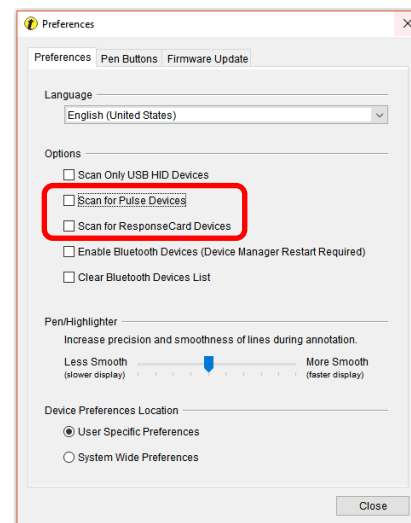 Preferences
Preferences Pen Buttons Firmware Update
Language
English (United States)
Options
Scan Only USB HID Devices
Scan for Pulse Devices
Scan for ResponseCard Devices
Enable Bluetooth Devices (Device Manager Restart Required)
Clear Bluetooth Devices List
Pen/Highlighter
Increase precision and smoothness of lines during annotation.
Less Smooth More Smooth
(slower display) (faster display)
Device Preferences Location
User Specific Preferences
System Wide Preferences
Close